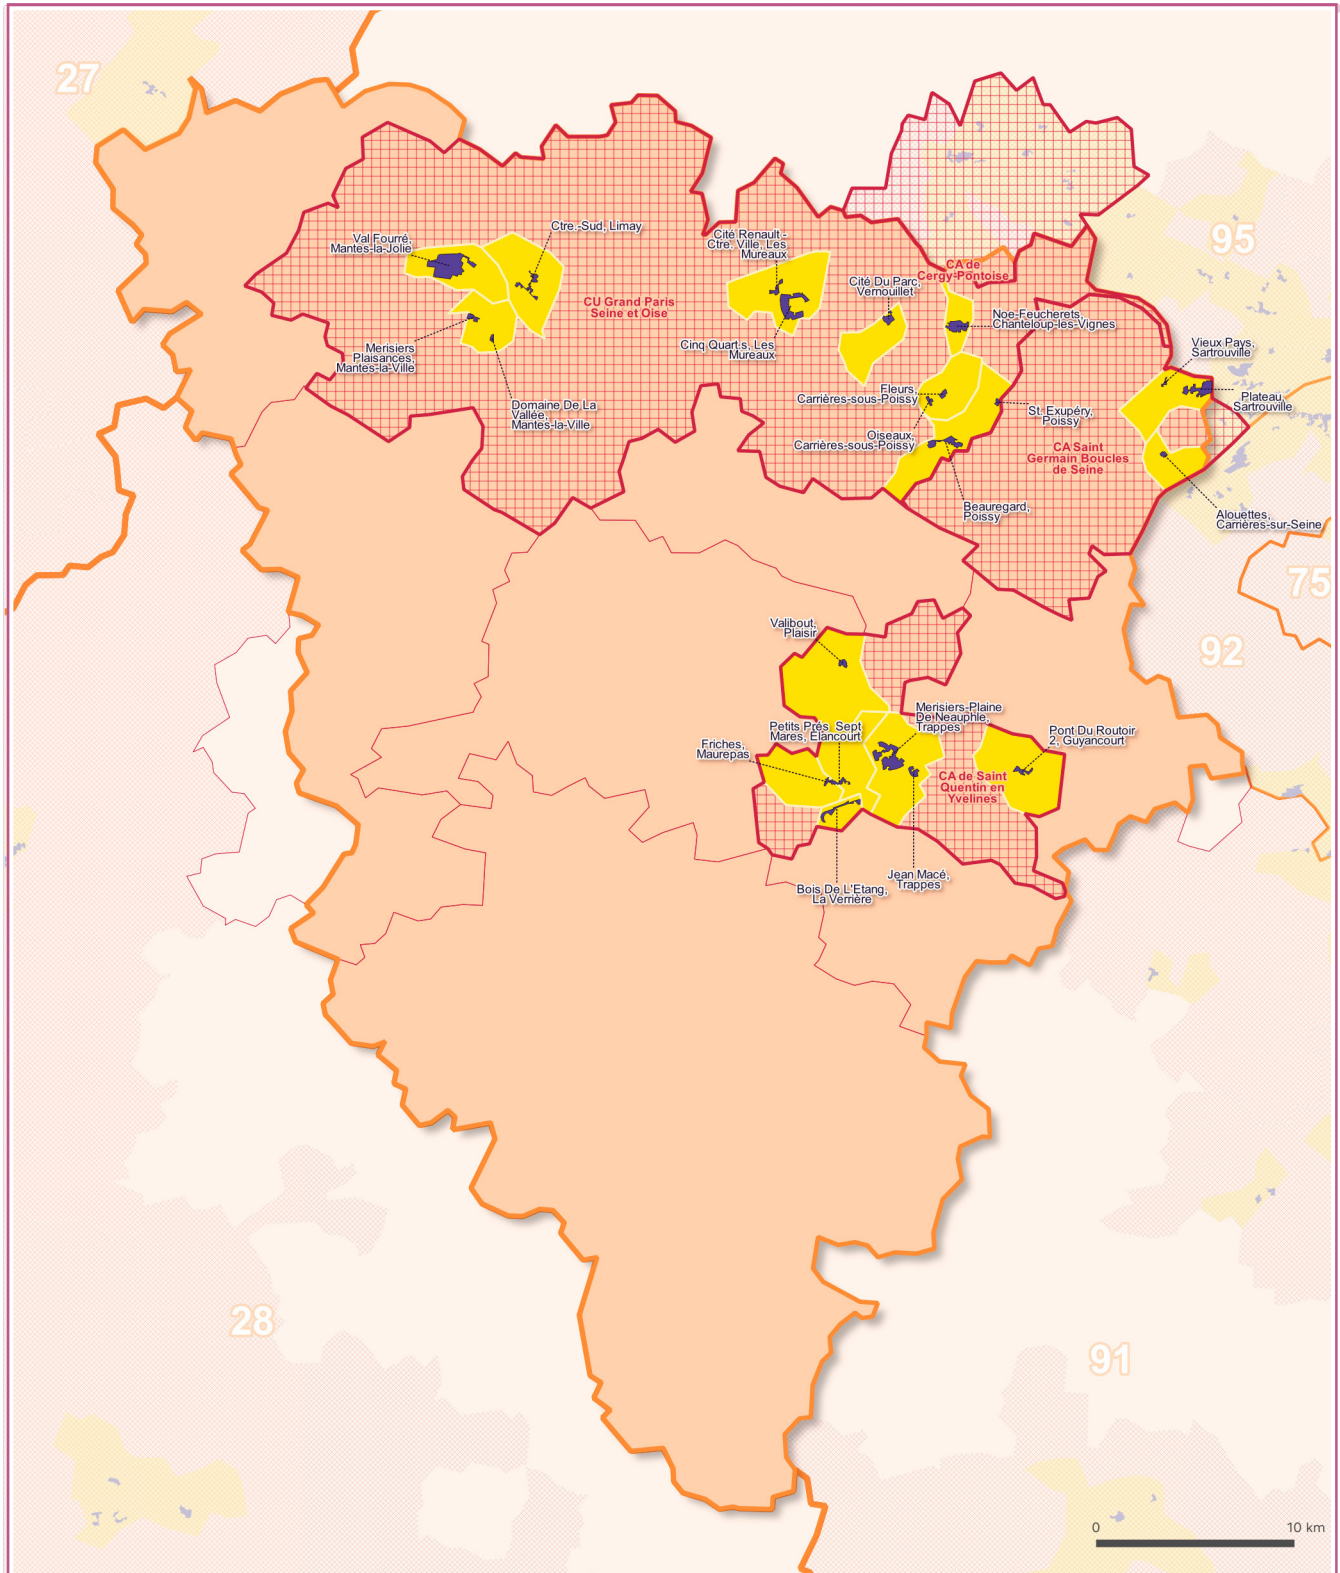 27
95
Val Fourré,
Mantes-la-Jolie
Ctre.-Sud, Limay
CU Grand Paris
Seine et Oise
Cité Renault -
Ctre. Ville, Les
Mureaux
Cité Du Parc,
Vernouillet
CA de
Cergy-Pontoise
Noe-Feucherets,
Chanteloup-les-Vignes
Merisiers
Plaisances,
Mantes-la-Ville
Cinq Quart.s, Les
Mureaux
Vieux Pays,
Sartrouville
Plateau,
Sartrouville
Domaine De La
Vallée,
Mantes-la-Ville
Fleurs,
Carrières-sous-Poissy
St. Exupéry,
Poissy
Oiseaux,
Carrières-sous-Poissy
CA Saint
Germain Boucles
de Seine
Beauregard,
Poissy
Alouettes,
Carrières-sur-Seine
75
92
Valibout,
Plaisir
Merisiers-Plaine
De Neauphle,
Trappes
Petits Prés Sept
Mares, Élancourt
Friches,
Maurepas
Pont Du Routoir
2, Guyancourt
CA de Saint
Quentin en
Yvelines
Jean Macé,
Trappes
Bois De L'Etang,
La Verrière
28
91
0 10 km